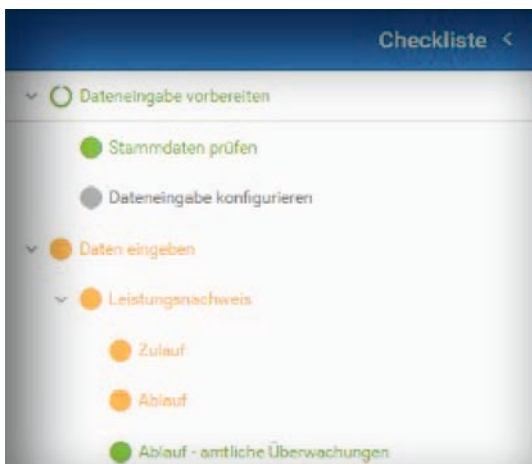 Checkliste <
Dateneingabe vorbereiten
Stammdaten prüfen
Dateneingabe konfigurieren
Daten eingeben
Leistungsnachweis
Zulauf
Ablauf
Ablauf - amtliche Überwachungen